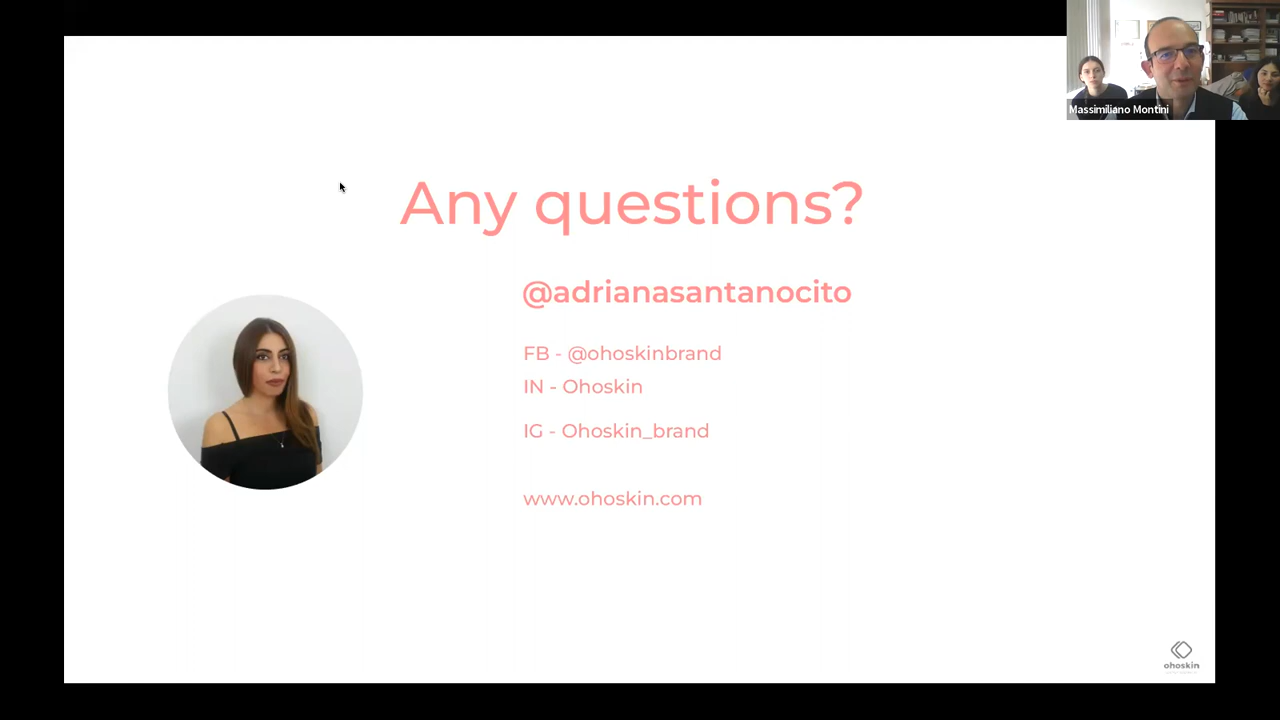 Massimiliano Montini
Any questions?
@adrianasantanocito
FB - @ohoskinbrand
IN - Ohoskin
IG - Ohoskin_brand
www.ohoskin.com
ohoskin